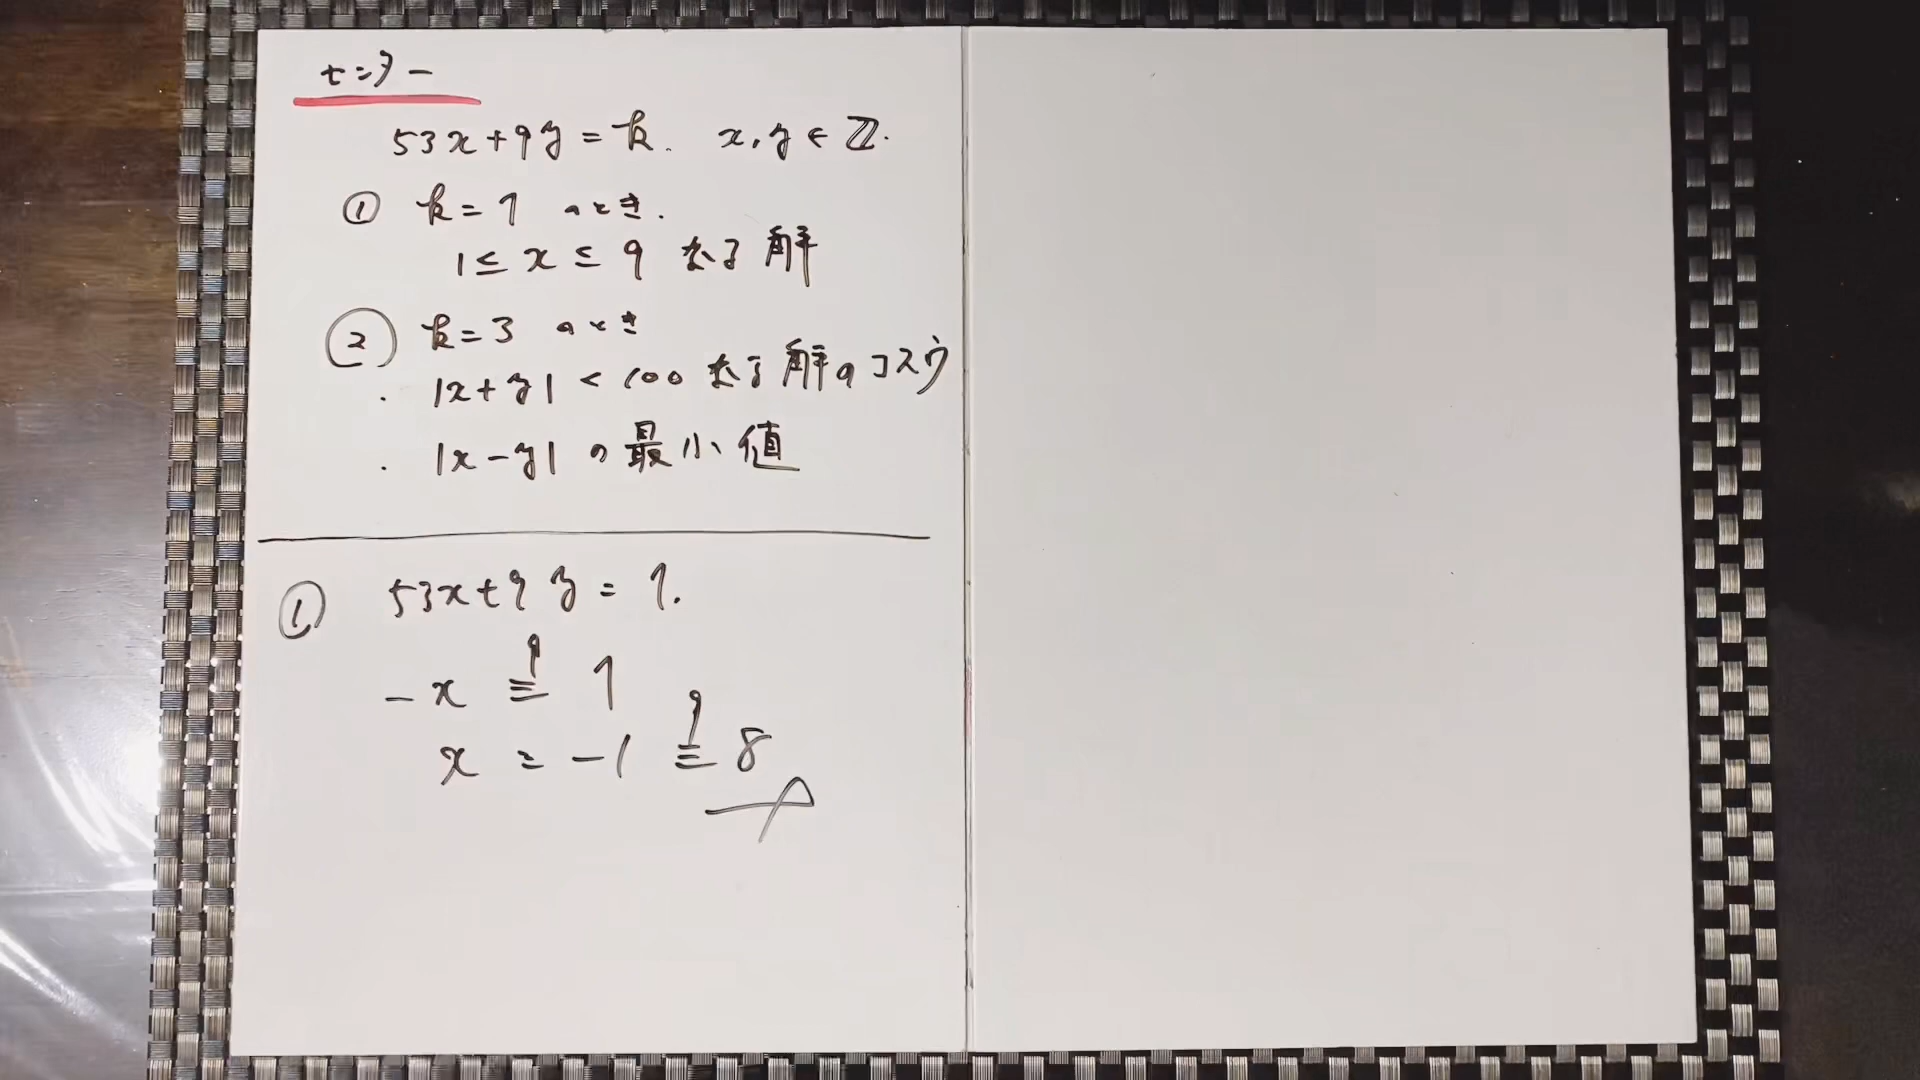 センター
53x+9y=k. x,y∈ℤ.
① k=1 のとき.
1≤x≤9 なる解
② k=3 のとき
・ |x+y|<100 なる解のコスウ
・ |x-y| の最小値
① 53x+9y=1.
-x ≡⁹ 1
x = -1 ≡⁹ 8